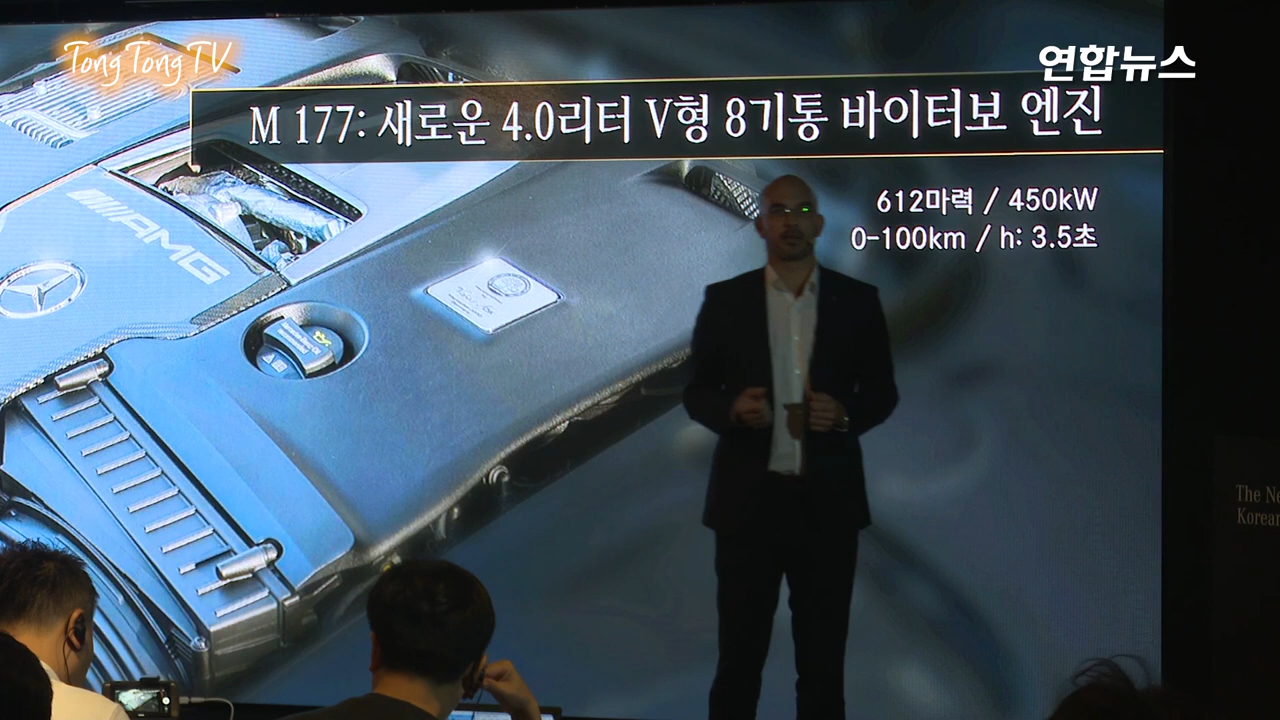 Tong Tong TV
연합뉴스
M 177: 새로운 4.0리터 V형 8기통 바이터보 엔진
612마력 / 450kW
0-100km / h: 3.5초
AMG
The Ne
Korean